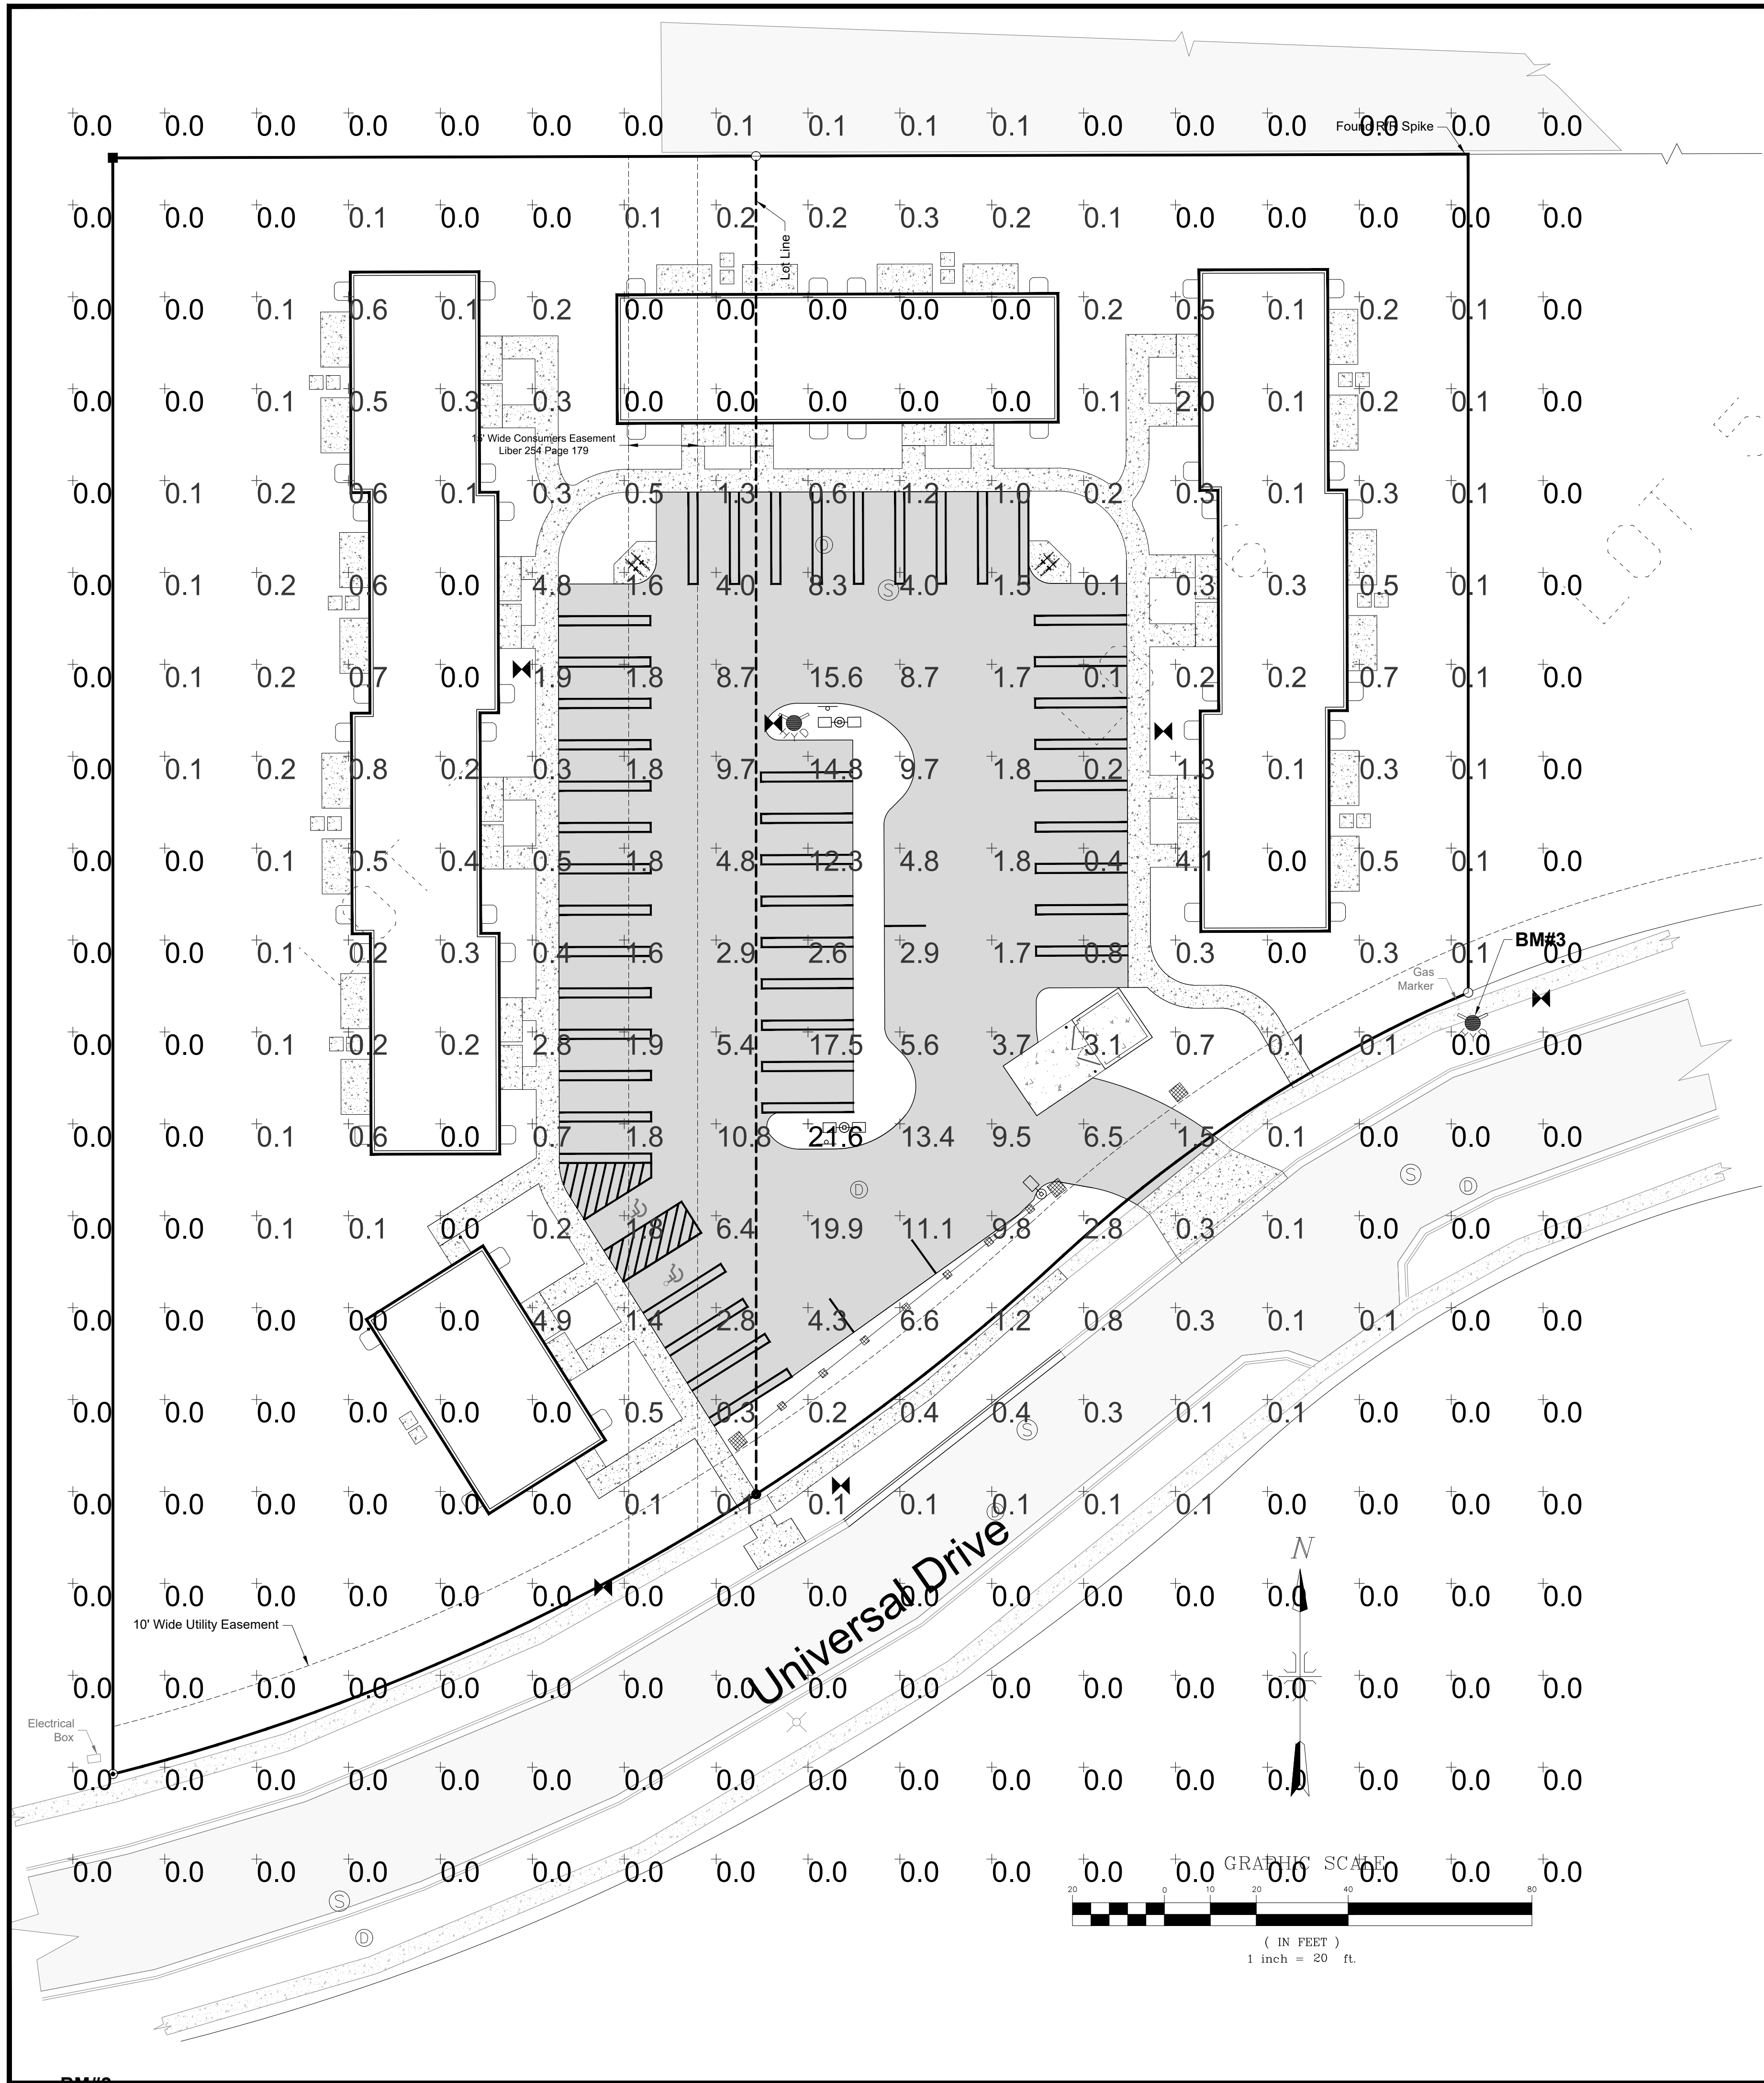 0.0 0.0 0.0 0.0 0.0 0.0 0.0 0.1 0.1 0.1 0.1 0.0 0.0 0.0 0.0 0.0 0.0
Found R/R Spike
0.0 0.0 0.0 0.1 0.0 0.0 0.1 0.2 0.2 0.3 0.2 0.1 0.0 0.0 0.0 0.0 0.0
Lot Line
0.0 0.0 0.1 0.6 0.1 0.2 0.0 0.0 0.0 0.0 0.0 0.2 0.5 0.1 0.2 0.1 0.0
0.0 0.0 0.1 0.5 0.3 0.3 0.0 0.0 0.0 0.0 0.0 0.1 2.0 0.1 0.2 0.1 0.0
15' Wide Consumers Easement
Liber 254 Page 179
0.0 0.1 0.2 0.6 0.1 0.3 0.5 1.3 0.6 1.2 1.0 0.2 0.3 0.1 0.3 0.1 0.0
D
0.0 0.1 0.2 0.6 0.0 4.8 1.6 4.0 8.3 4.0 1.5 0.1 0.3 0.3 0.5 0.1 0.0
S
0.0 0.1 0.2 0.7 0.0 1.9 1.8 8.7 15.6 8.7 1.7 0.1 0.2 0.2 0.7 0.1 0.0
HYD
0.0 0.1 0.2 0.8 0.2 0.3 1.8 9.7 14.8 9.7 1.8 0.2 1.3 0.1 0.3 0.1 0.0
0.0 0.0 0.1 0.5 0.4 0.5 1.8 4.8 12.3 4.8 1.8 0.4 4.1 0.0 0.5 0.1 0.0
0.0 0.0 0.1 0.2 0.3 0.4 1.6 2.9 2.6 2.9 1.7 0.8 0.3 0.0 0.3 0.1 0.0
BM#3
Gas
Marker
0.0 0.0 0.1 0.2 0.2 2.8 1.9 5.4 17.5 5.6 3.7 3.1 0.7 0.1 0.1 0.0 0.0
0.0 0.0 0.1 0.6 0.0 0.7 1.8 10.8 21.6 13.4 9.5 6.5 1.5 0.1 0.0 0.0 0.0
D
S
D
0.0 0.0 0.1 0.1 0.0 0.2 1.8 6.4 19.9 11.1 9.8 2.8 0.3 0.1 0.0 0.0 0.0
0.0 0.0 0.0 0.0 0.0 4.9 1.4 2.8 4.3 6.6 1.2 0.8 0.3 0.1 0.1 0.0 0.0
0.0 0.0 0.0 0.0 0.0 0.0 0.5 0.3 0.2 0.4 0.4 0.3 0.1 0.1 0.0 0.0 0.0
S
0.0 0.0 0.0 0.0 0.0 0.0 0.1 0.1 0.1 0.1 0.1 0.1 0.1 0.0 0.0 0.0 0.0
D
Universal Drive
N
0.0 0.0 0.0 0.0 0.0 0.0 0.0 0.0 0.0 0.0 0.0 0.0 0.0 0.0 0.0 0.0 0.0
10' Wide Utility Easement
0.0 0.0 0.0 0.0 0.0 0.0 0.0 0.0 0.0 0.0 0.0 0.0 0.0 0.0 0.0 0.0 0.0
Electrical
Box
0.0 0.0 0.0 0.0 0.0 0.0 0.0 0.0 0.0 0.0 0.0 0.0 0.0 0.0 0.0 0.0 0.0
0.0 0.0 0.0 0.0 0.0 0.0 0.0 0.0 0.0 0.0 0.0 0.0 0.0 0.0 0.0 0.0 0.0
GRAPHIC SCALE
20 0 10 20 40 80
( IN FEET )
1 inch = 20 ft.
S
D
LOT 5